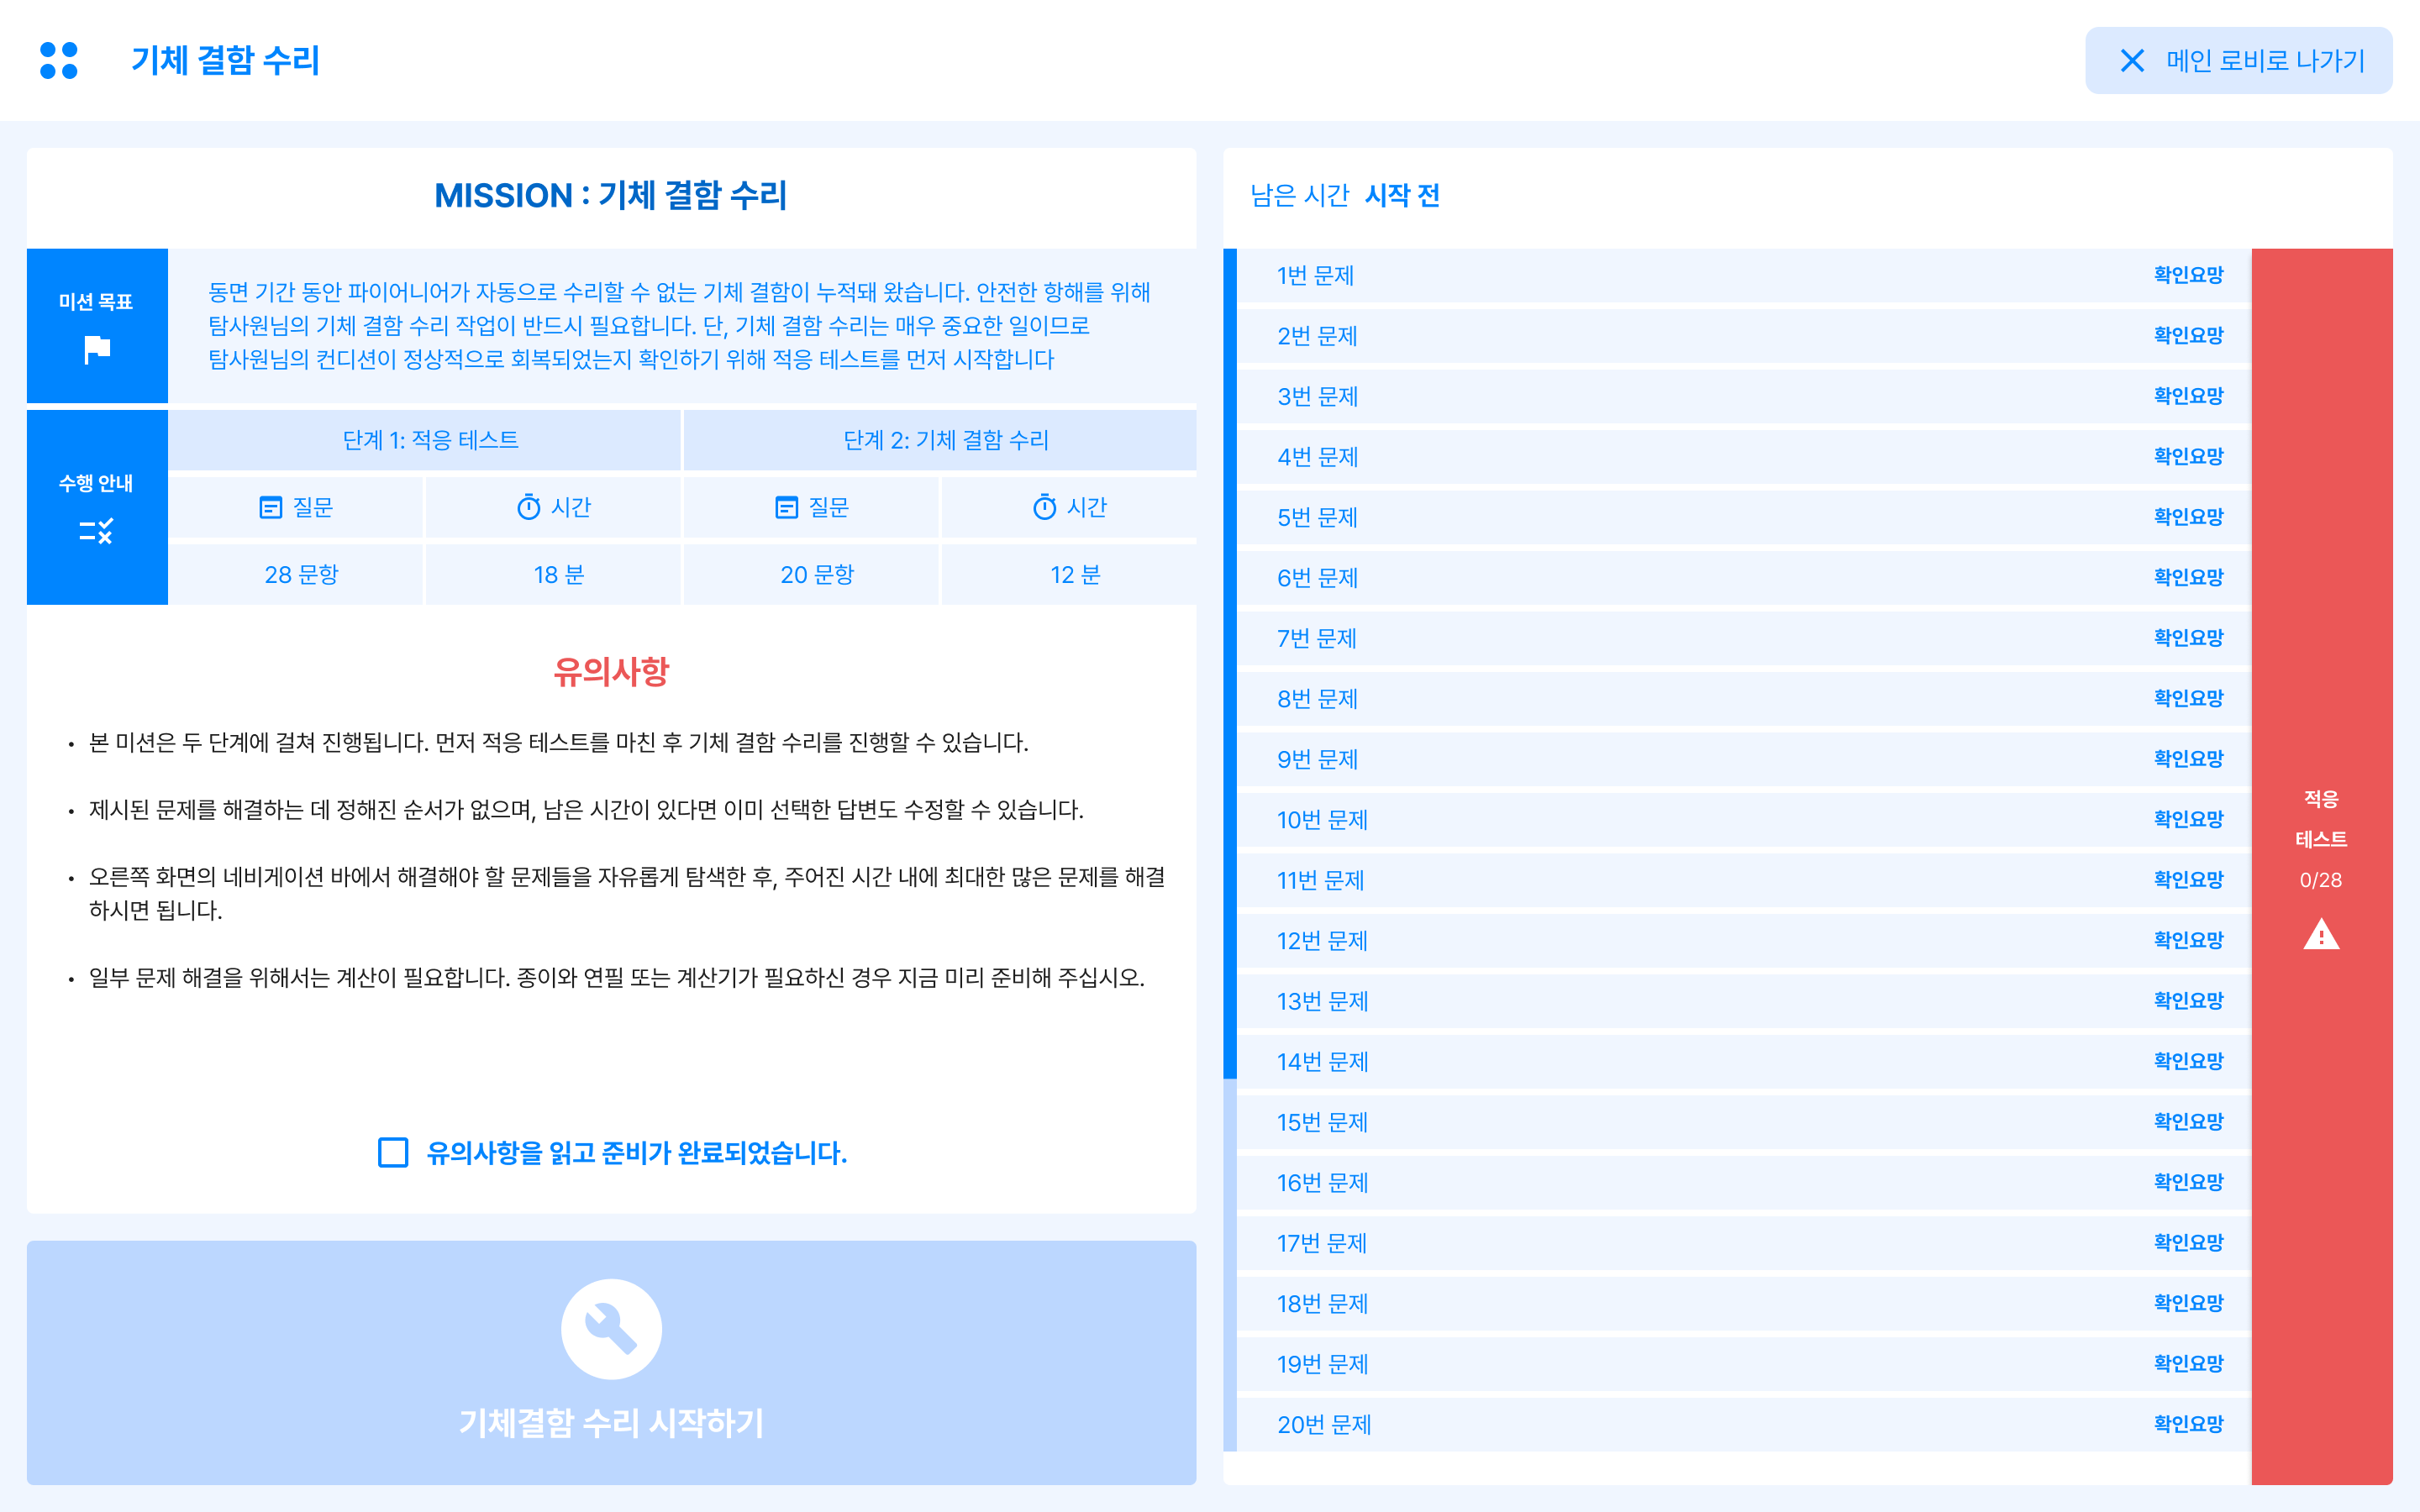 기체 결함 수리
메인 로비로 나가기
MISSION : 기체 결함 수리
미션 목표
동면 기간 동안 파이어니어가 자동으로 수리할 수 없는 기체 결함이 누적돼 왔습니다. 안전한 항해를 위해
탐사원님의 기체 결함 수리 작업이 반드시 필요합니다. 단, 기체 결함 수리는 매우 중요한 일이므로
탐사원님의 컨디션이 정상적으로 회복되었는지 확인하기 위해 적응 테스트를 먼저 시작합니다
수행 안내
단계 1: 적응 테스트
단계 2: 기체 결함 수리
질문
시간
질문
시간
28 문항
18 분
20 문항
12 분
유의사항
• 본 미션은 두 단계에 걸쳐 진행됩니다. 먼저 적응 테스트를 마친 후 기체 결함 수리를 진행할 수 있습니다.
• 제시된 문제를 해결하는 데 정해진 순서가 없으며, 남은 시간이 있다면 이미 선택한 답변도 수정할 수 있습니다.
• 오른쪽 화면의 네비게이션 바에서 해결해야 할 문제들을 자유롭게 탐색한 후, 주어진 시간 내에 최대한 많은 문제를 해결
하시면 됩니다.
• 일부 문제 해결을 위해서는 계산이 필요합니다. 종이와 연필 또는 계산기가 필요하신 경우 지금 미리 준비해 주십시오.
유의사항을 읽고 준비가 완료되었습니다.
기체결함 수리 시작하기
남은 시간 시작 전
1번 문제 확인요망
2번 문제 확인요망
3번 문제 확인요망
4번 문제 확인요망
5번 문제 확인요망
6번 문제 확인요망
7번 문제 확인요망
8번 문제 확인요망
9번 문제 확인요망
10번 문제 확인요망
11번 문제 확인요망
12번 문제 확인요망
13번 문제 확인요망
14번 문제 확인요망
15번 문제 확인요망
16번 문제 확인요망
17번 문제 확인요망
18번 문제 확인요망
19번 문제 확인요망
20번 문제 확인요망
적응
테스트
0/28